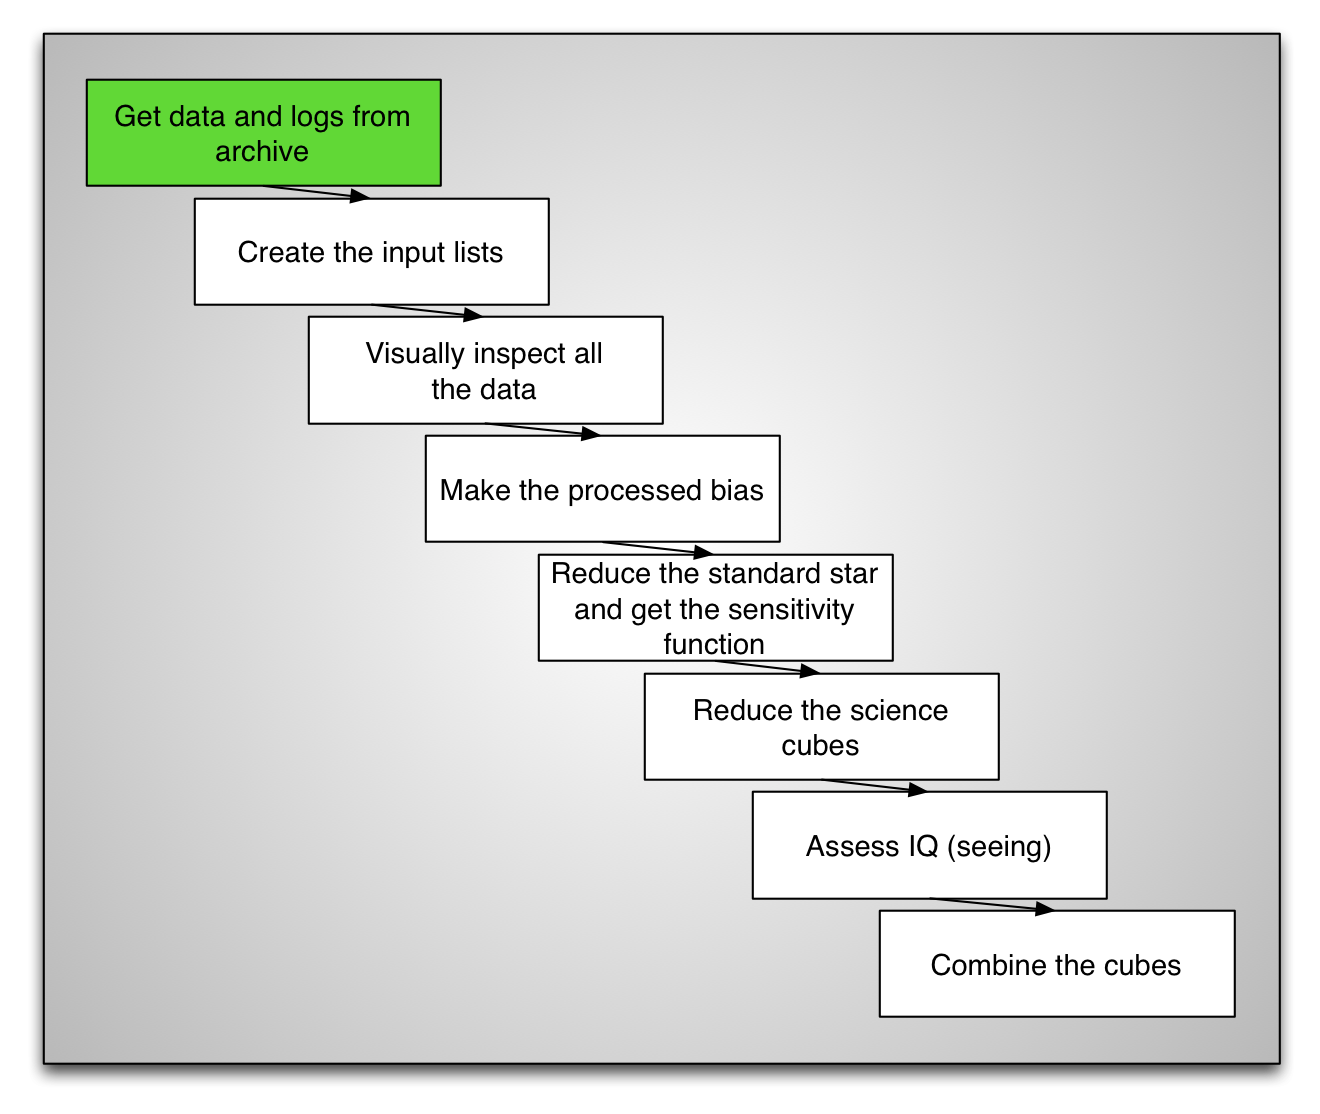 Get data and logs from
archive
Create the input lists
Visually inspect all
the data
Make the processed bias
Reduce the standard star
and get the sensitivity
function
Reduce the science
cubes
Assess IQ (seeing)
Combine the cubes